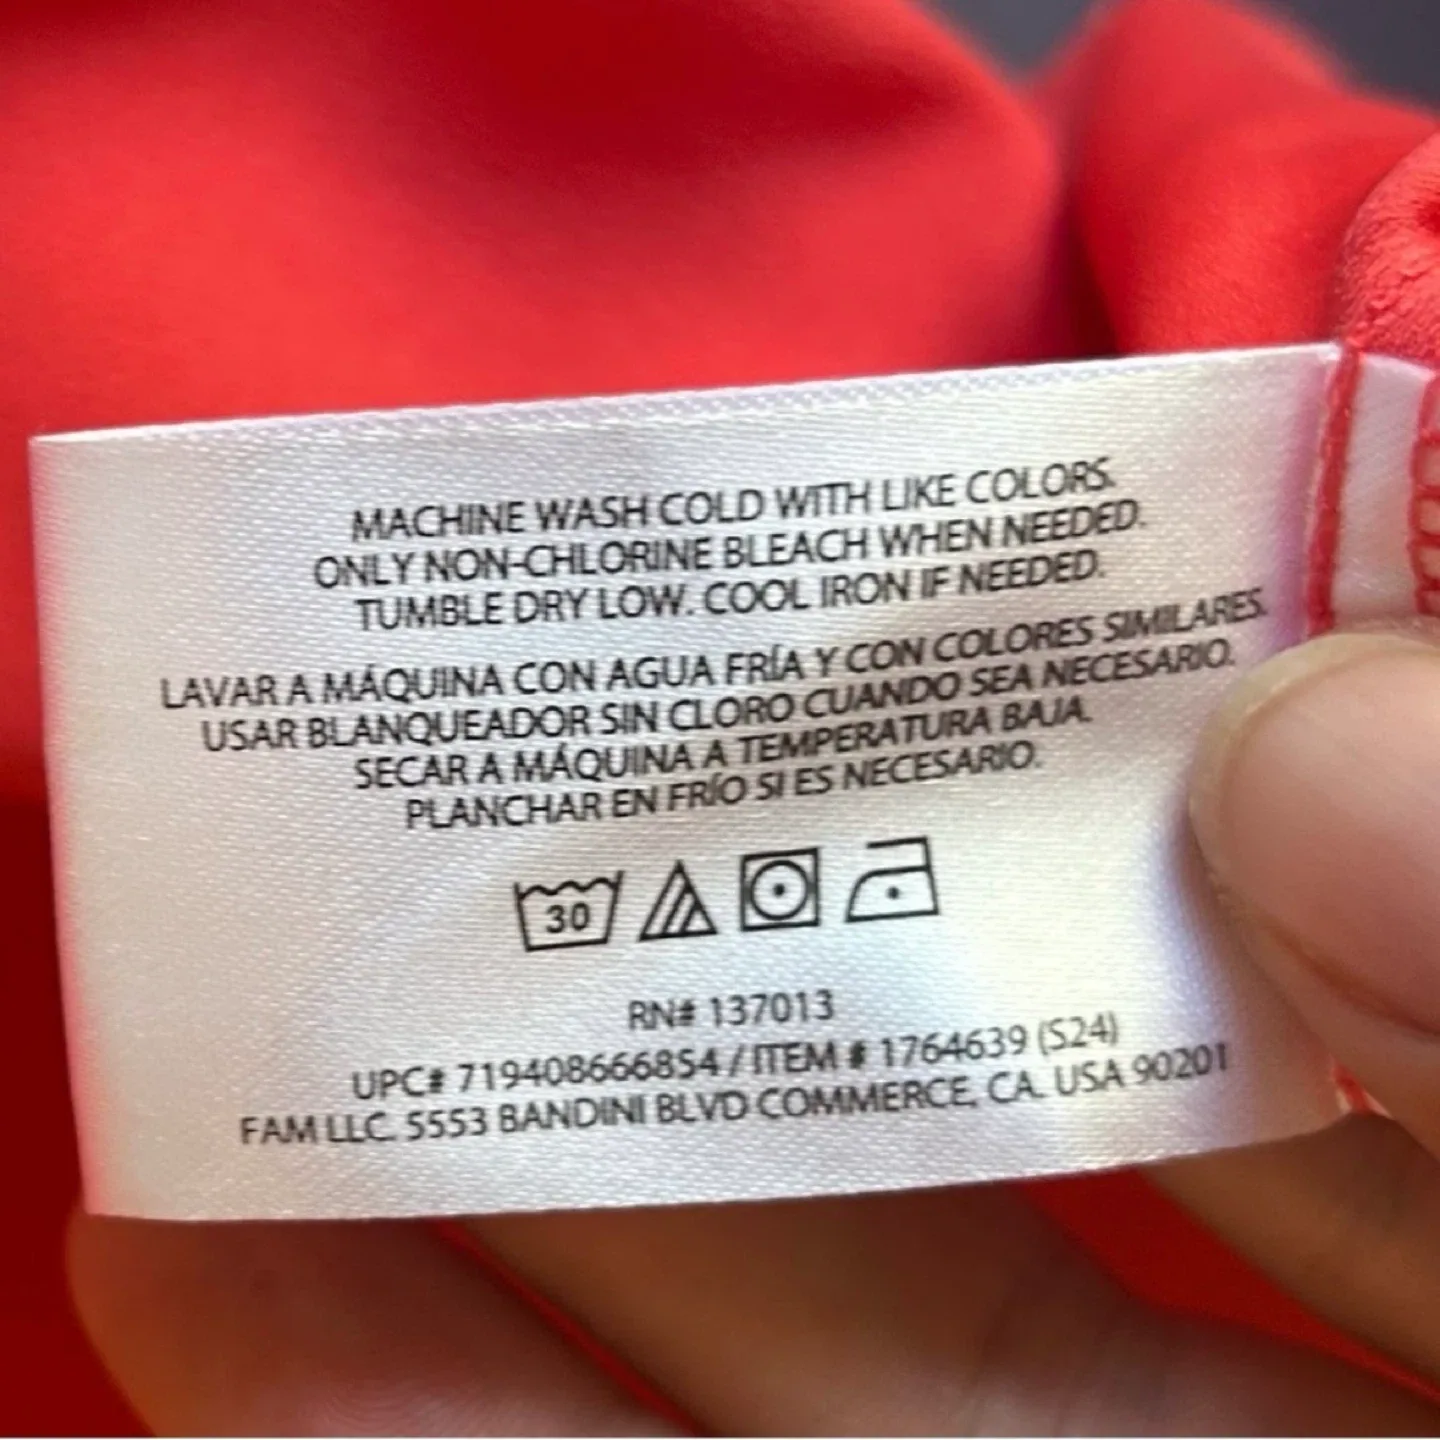 MACHINE WASH COLD WITH LIKE COLORS.
ONLY NON-CHLORINE BLEACH WHEN NEEDED.
TUMBLE DRY LOW. COOL IRON IF NEEDED.
LAVAR A MÁQUINA CON AGUA FRÍA Y CON COLORES SIMILARES.
USAR BLANQUEADOR SIN CLORO CUANDO SEA NECESARIO.
SECAR A MÁQUINA A TEMPERATURA BAJA.
PLANCHAR EN FRÍO SI ES NECESARIO.
30
RN# 137013
UPC# 719408666854 / ITEM # 1764639 (S24)
FAM LLC. 5553 BANDINI BLVD COMMERCE, CA. USA 90201